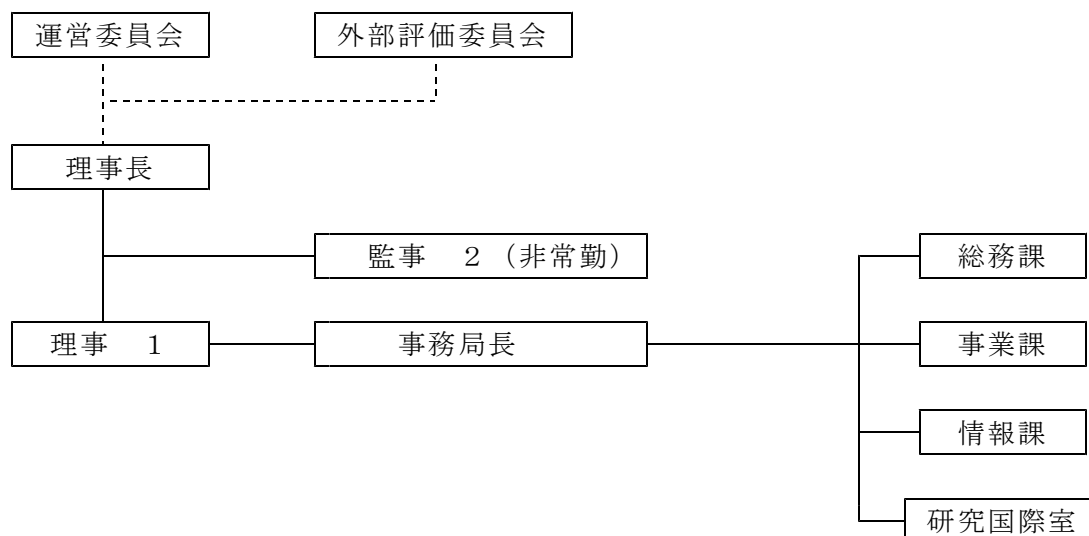 運営委員会
外部評価委員会
理事長
監事 2(非常勤)
総務課
理事 1
事務局長
事業課
情報課
研究国際室